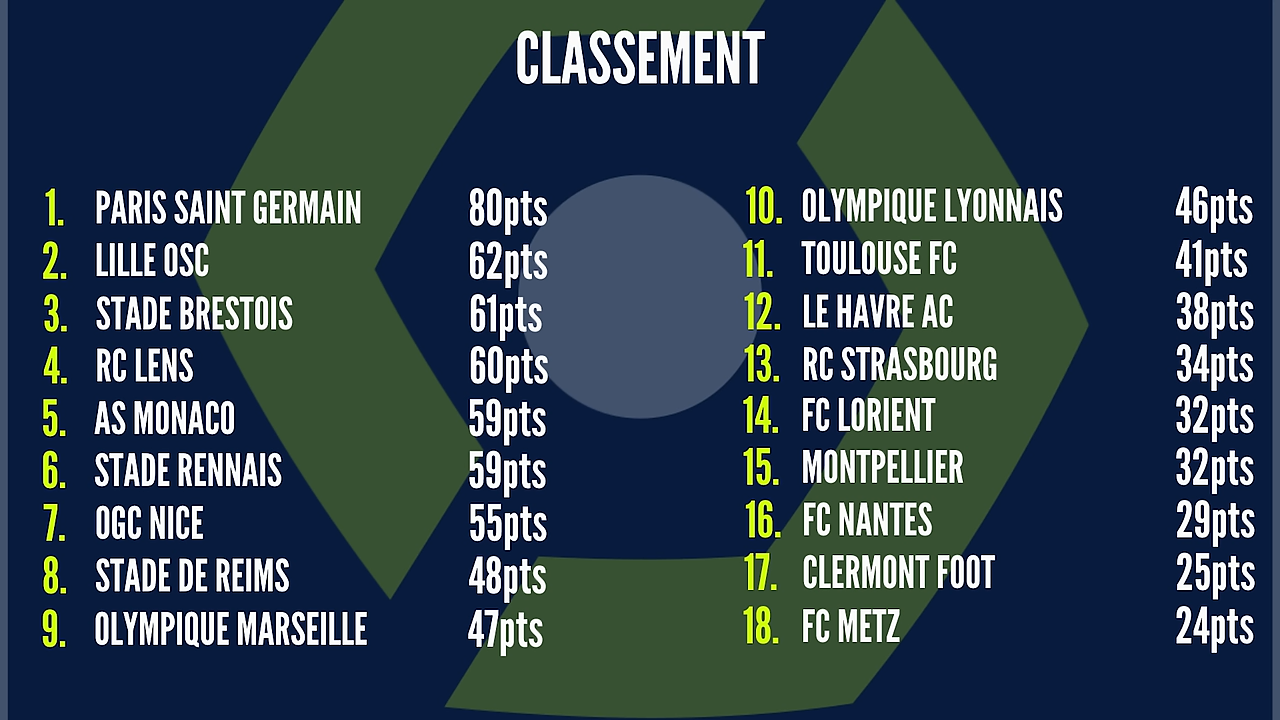 CLASSEMENT
1. PARIS SAINT GERMAIN 80pts
2. LILLE OSC 62pts
3. STADE BRESTOIS 61pts
4. RC LENS 60pts
5. AS MONACO 59pts
6. STADE RENNAIS 59pts
7. OGC NICE 55pts
8. STADE DE REIMS 48pts
9. OLYMPIQUE MARSEILLE 47pts
10. OLYMPIQUE LYONNAIS 46pts
11. TOULOUSE FC 41pts
12. LE HAVRE AC 38pts
13. RC STRASBOURG 34pts
14. FC LORIENT 32pts
15. MONTPELLIER 32pts
16. FC NANTES 29pts
17. CLERMONT FOOT 25pts
18. FC METZ 24pts